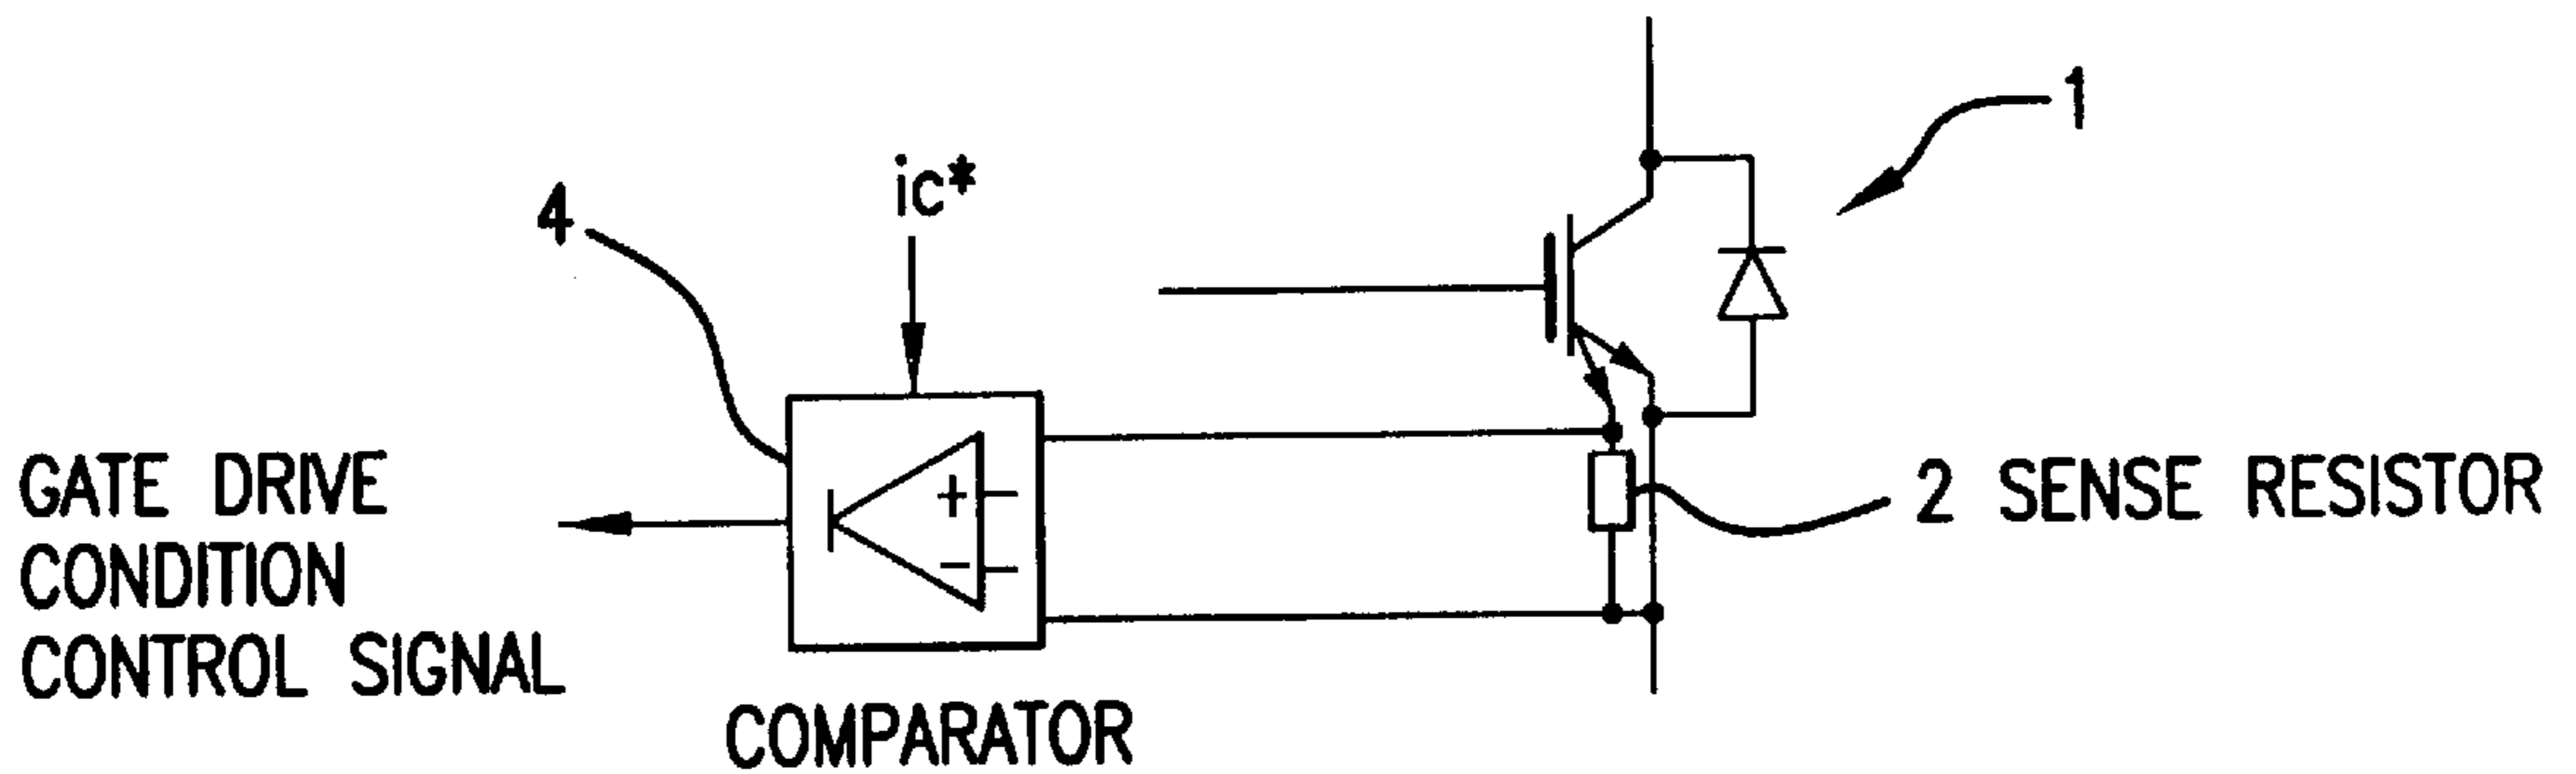 1
ic*
4
+
2 SENSE RESISTOR
GATE DRIVE
CONDITION
CONTROL SIGNAL
−
COMPARATOR